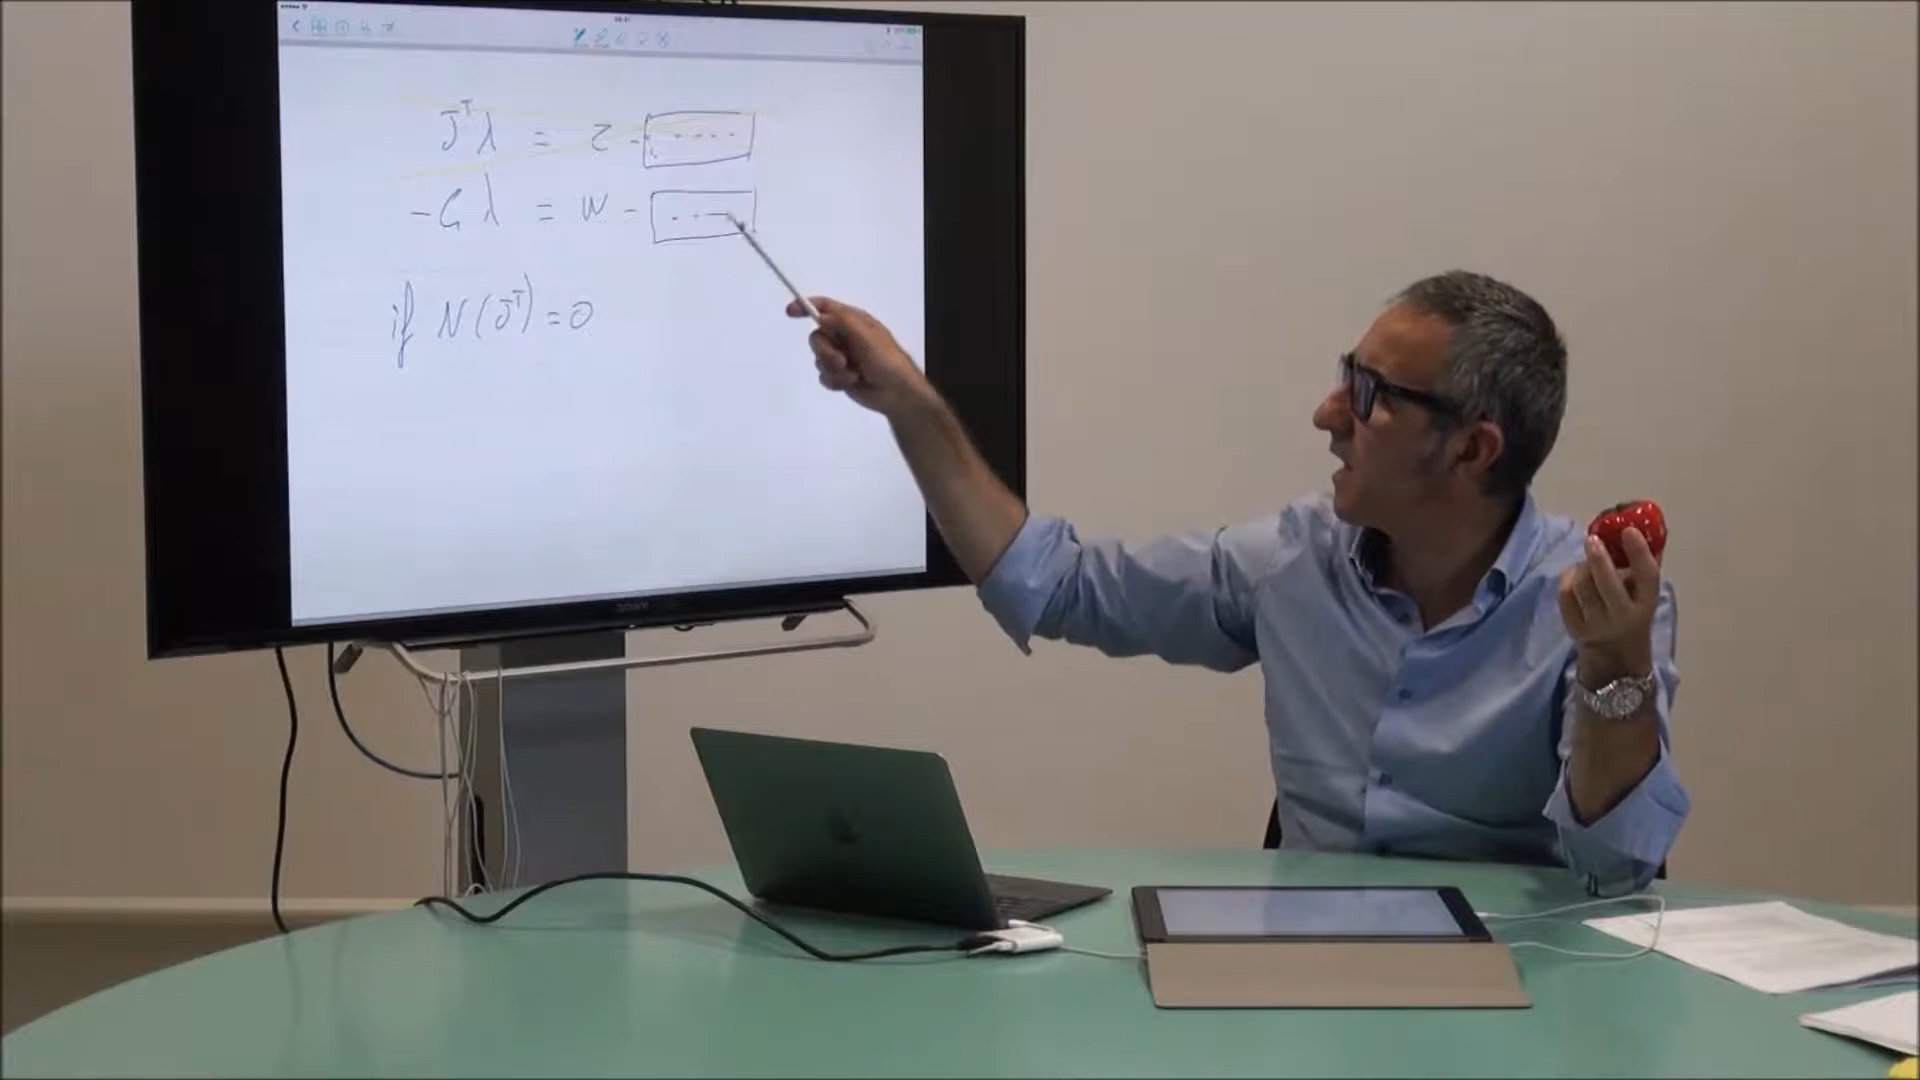 J^T λ = τ - [....]
-G λ = w - [...]
if N(J^T) = 0